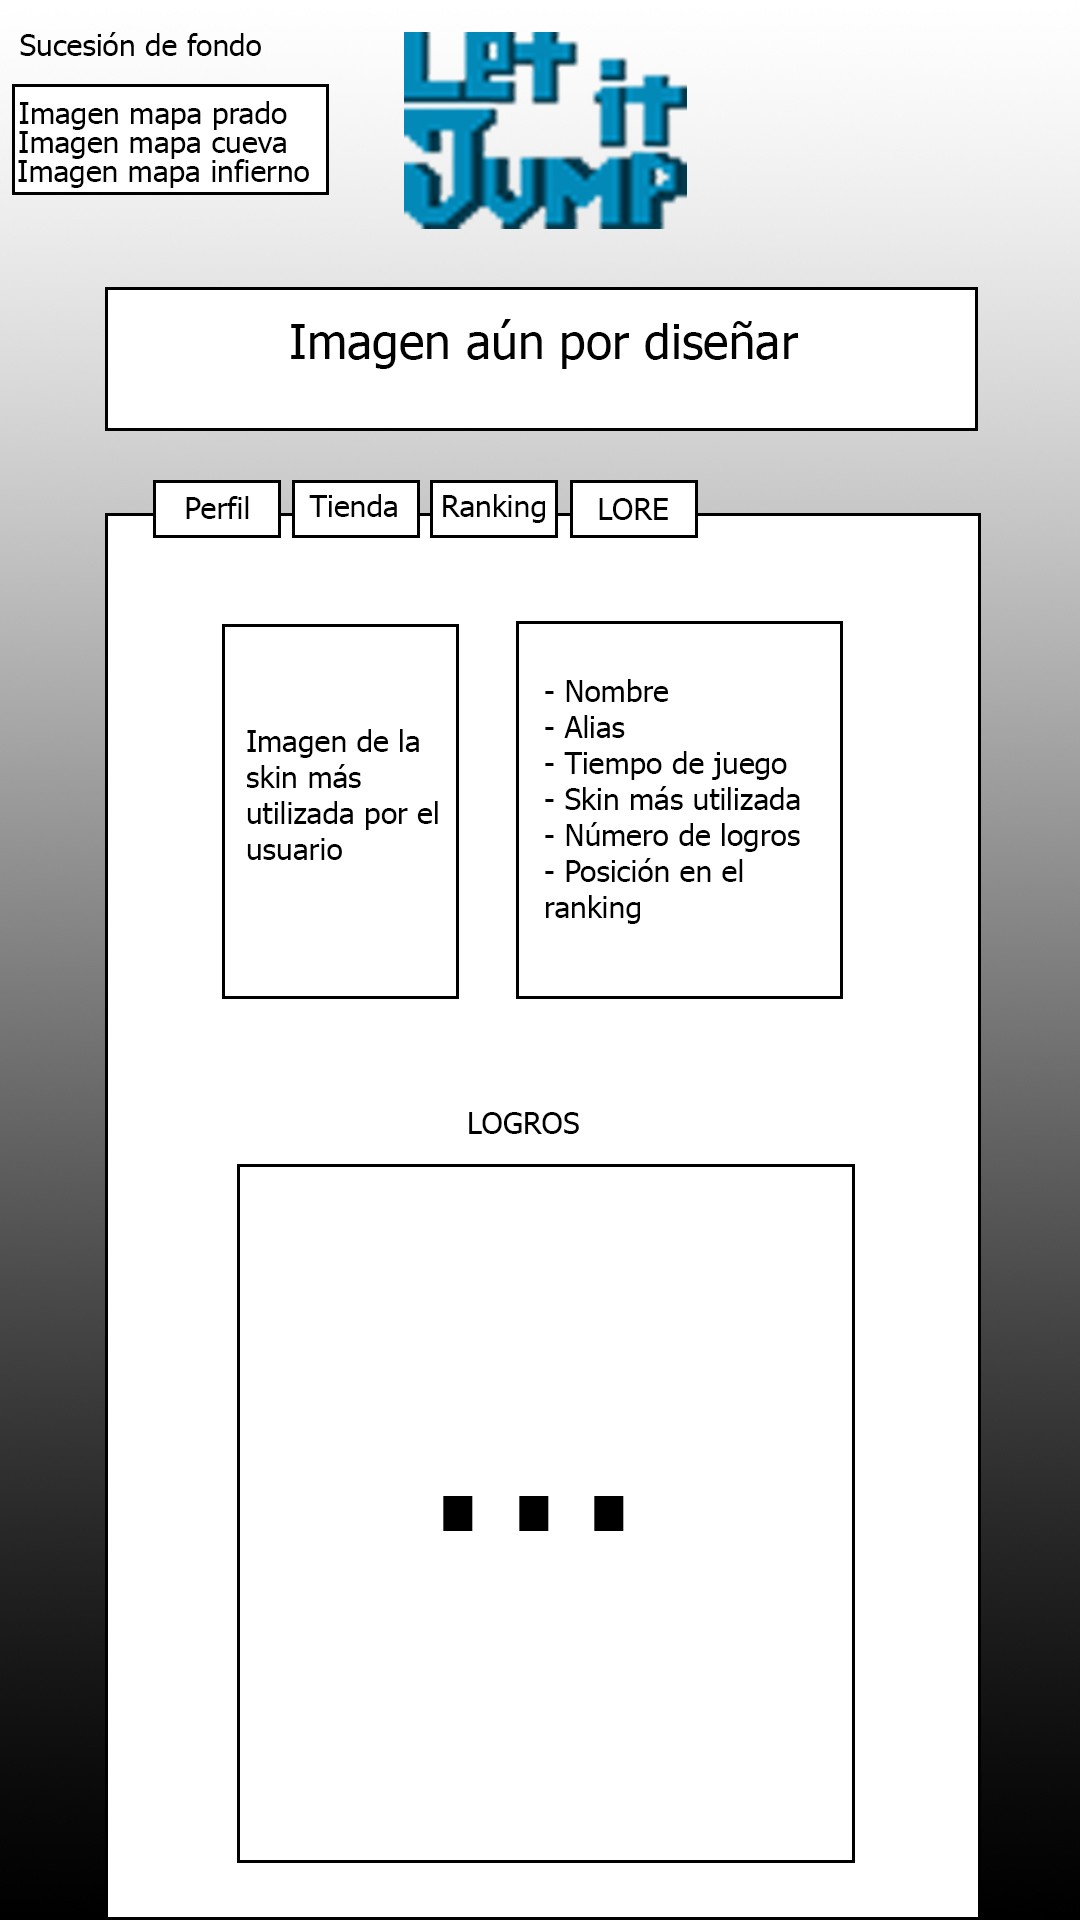 Sucesión de fondo
Imagen mapa prado
Imagen mapa cueva
Imagen mapa infierno
Let it
Jump
Imagen aún por diseñar
Perfil
Tienda
Ranking
LORE
Imagen de la
skin más
utilizada por el
usuario
- Nombre
- Alias
- Tiempo de juego
- Skin más utilizada
- Número de logros
- Posición en el
ranking
LOGROS
...